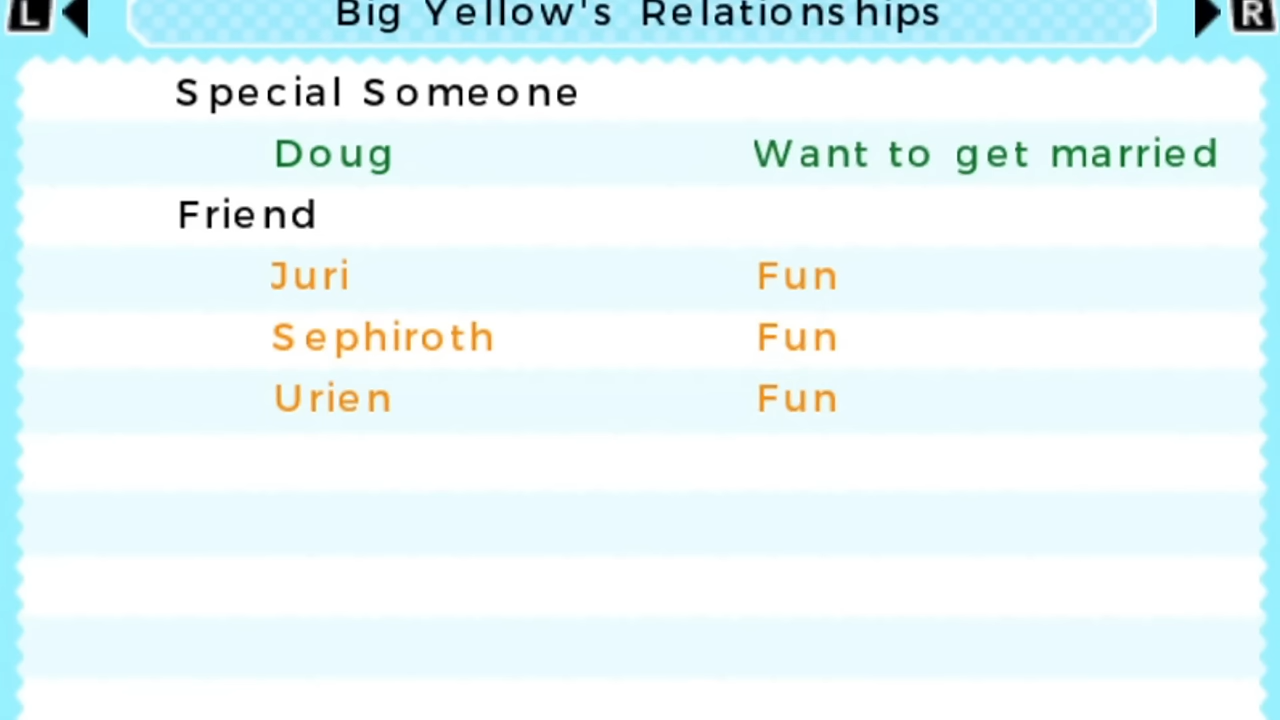 L Big Yellow's Relationships R
Special Someone
Doug Want to get married
Friend
Juri Fun
Sephiroth Fun
Urien Fun